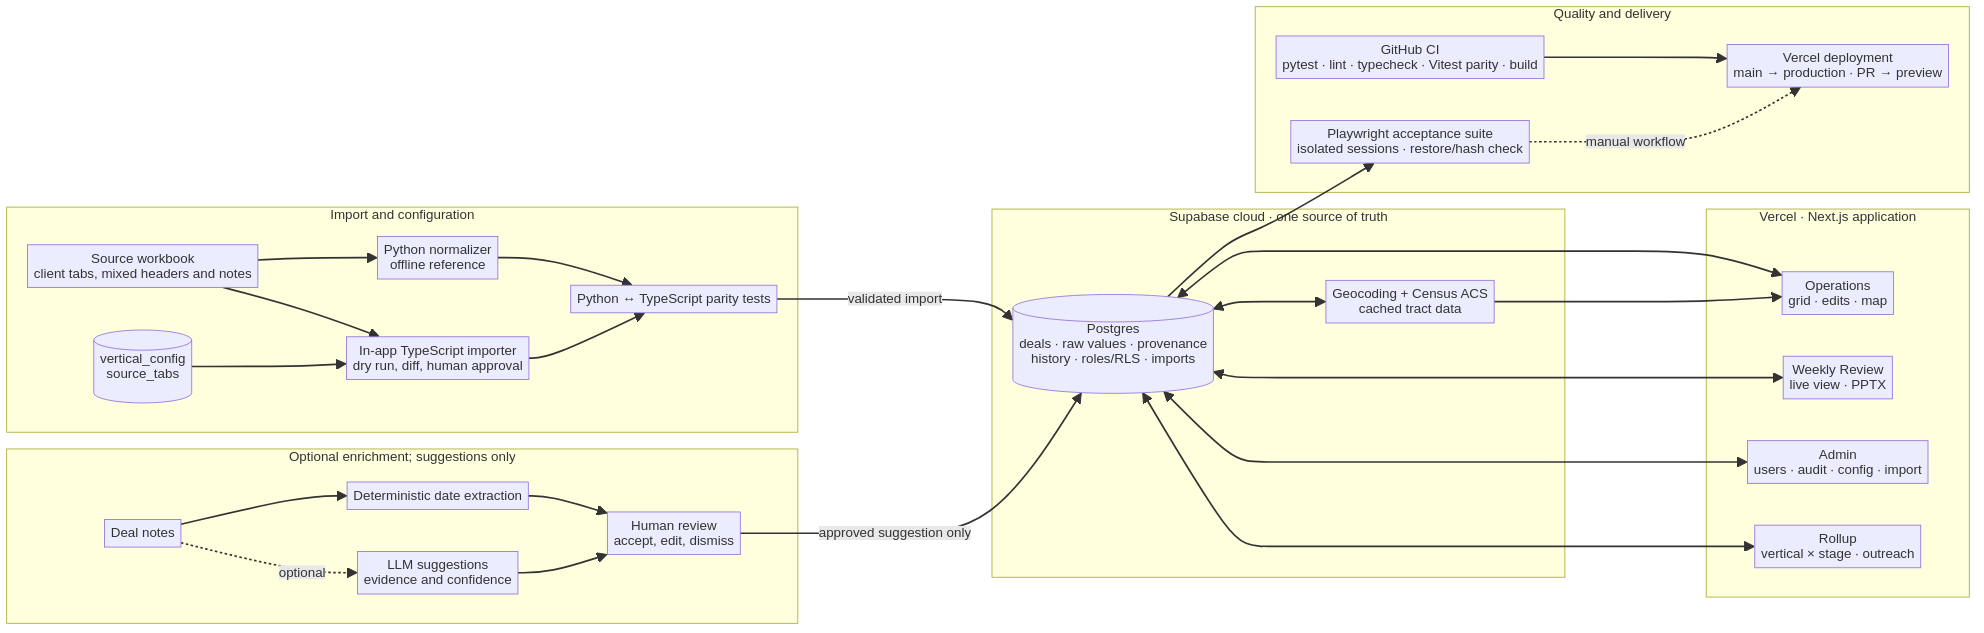 Quality and delivery
GitHub CI
pytest · lint · typecheck · Vitest parity · build
Vercel deployment
main → production · PR → preview
Playwright acceptance suite
isolated sessions · restore/hash check
manual workflow
Import and configuration
Source workbook
client tabs, mixed headers and notes
Python normalizer
offline reference
Python ↔ TypeScript parity tests
vertical_config
source_tabs
In-app TypeScript importer
dry run, diff, human approval
validated import
Optional enrichment; suggestions only
Deal notes
Deterministic date extraction
optional
LLM suggestions
evidence and confidence
Human review
accept, edit, dismiss
approved suggestion only
Supabase cloud · one source of truth
Postgres
deals · raw values · provenance
history · roles/RLS · imports
Geocoding + Census ACS
cached tract data
Vercel · Next.js application
Operations
grid · edits · map
Weekly Review
live view · PPTX
Admin
users · audit · config · import
Rollup
vertical × stage · outreach